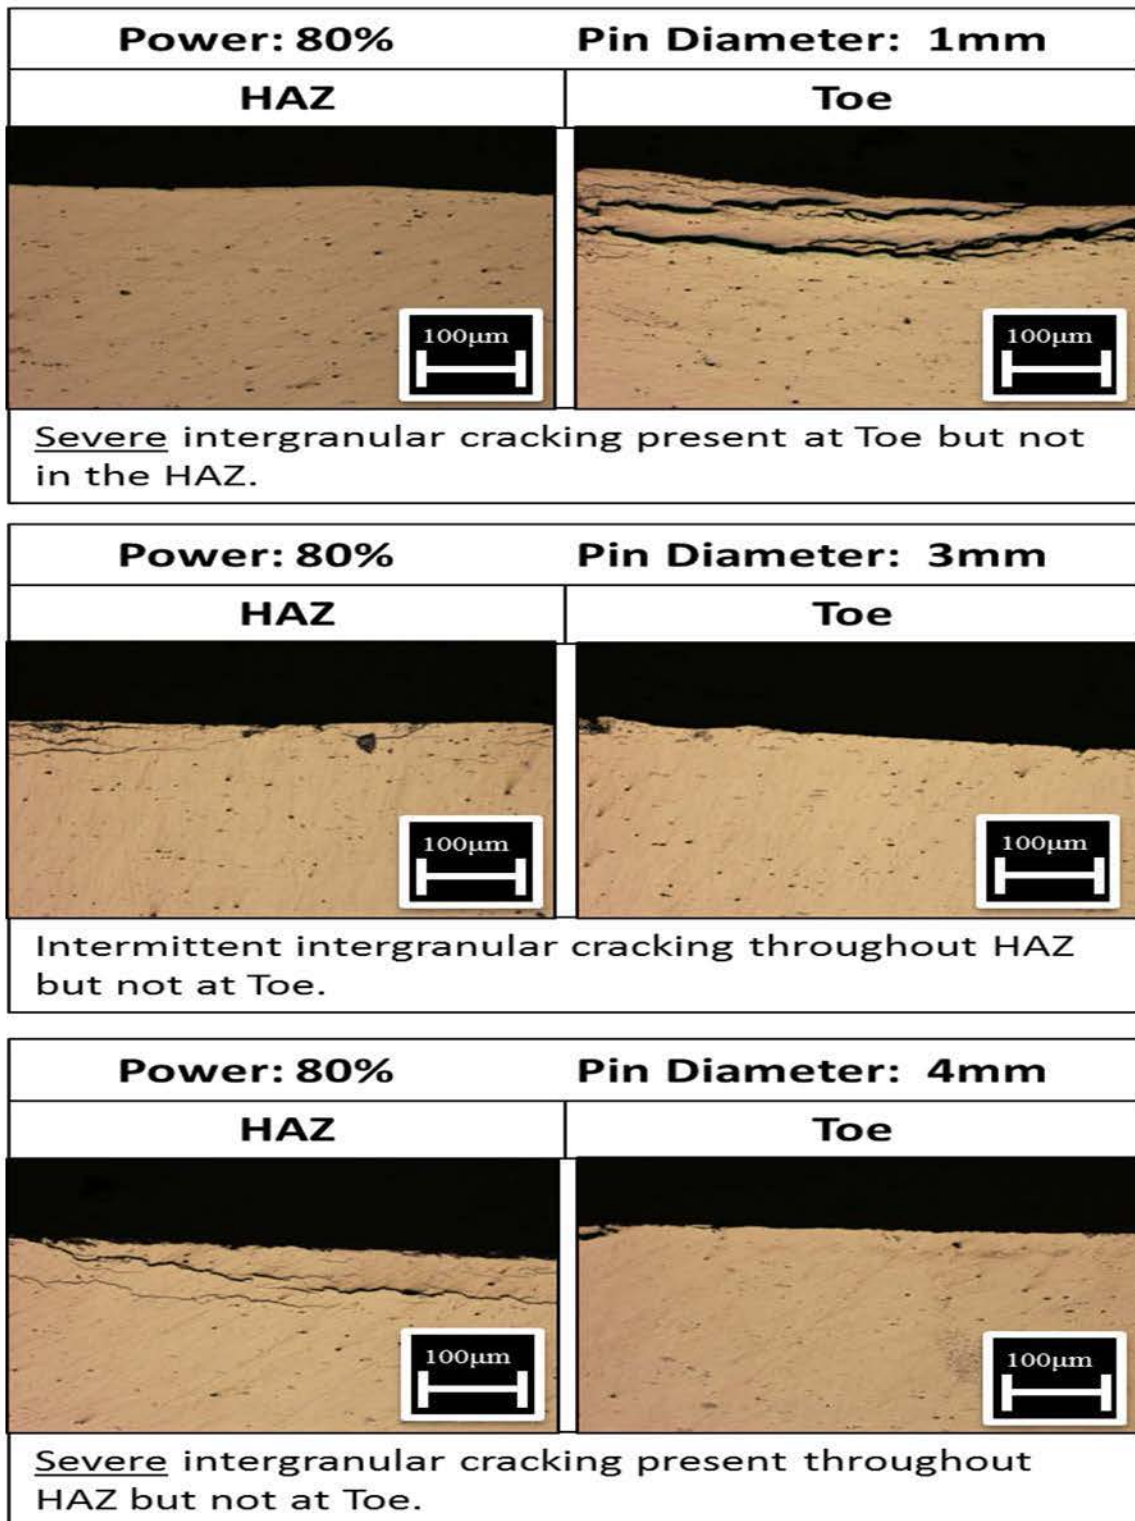 Power: 80% Pin Diameter: 1mm
HAZ Toe
100µm 100µm
Severe intergranular cracking present at Toe but not
in the HAZ.
Power: 80% Pin Diameter: 3mm
HAZ Toe
100µm 100µm
Intermittent intergranular cracking throughout HAZ
but not at Toe.
Power: 80% Pin Diameter: 4mm
HAZ Toe
100µm 100µm
Severe intergranular cracking present throughout
HAZ but not at Toe.